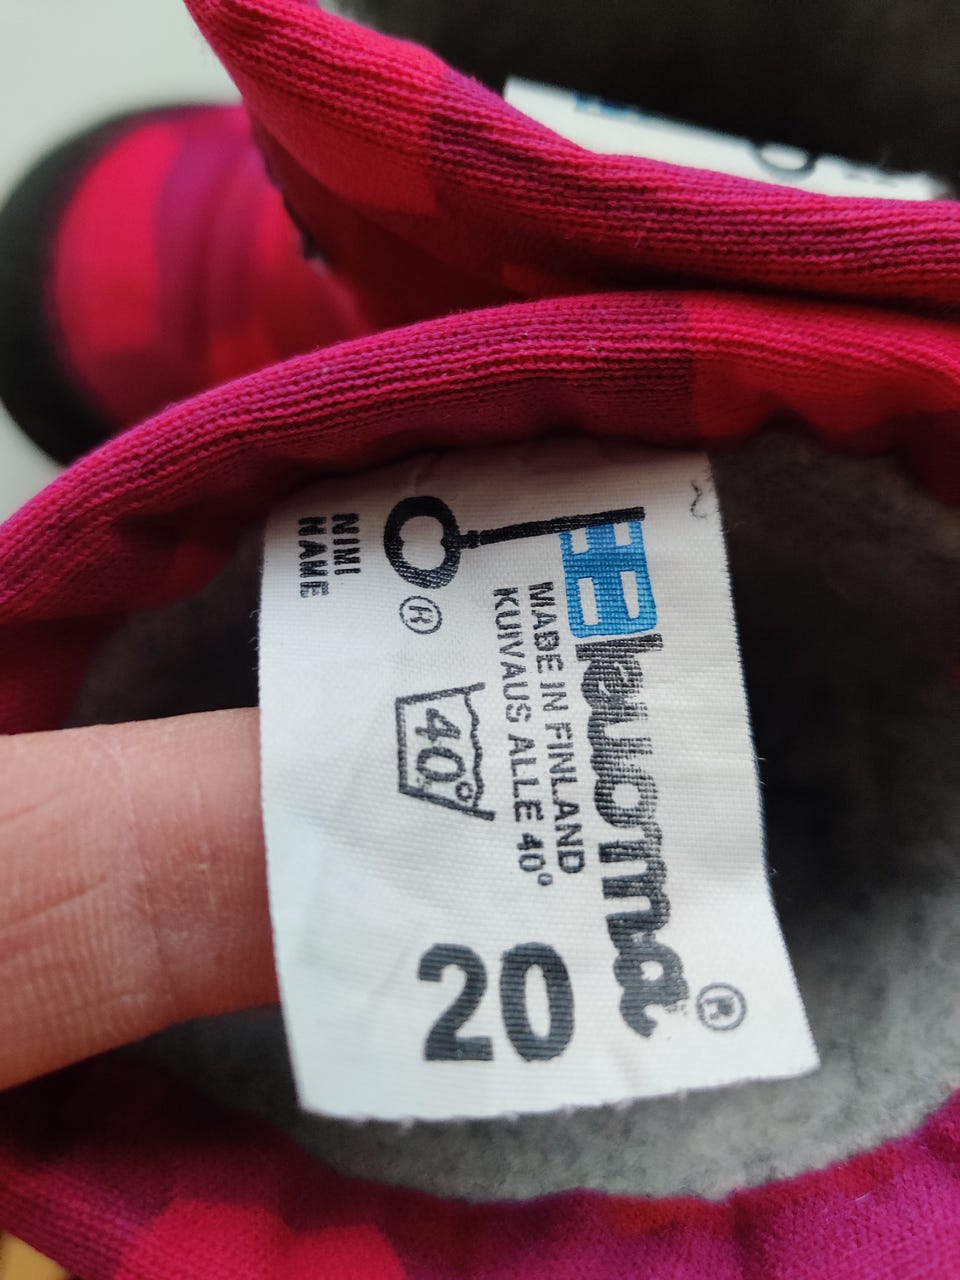 kuoma®
MADE IN FINLAND
KUIVAUS ALLE 40°
®
40°
20
NIMI
NAME